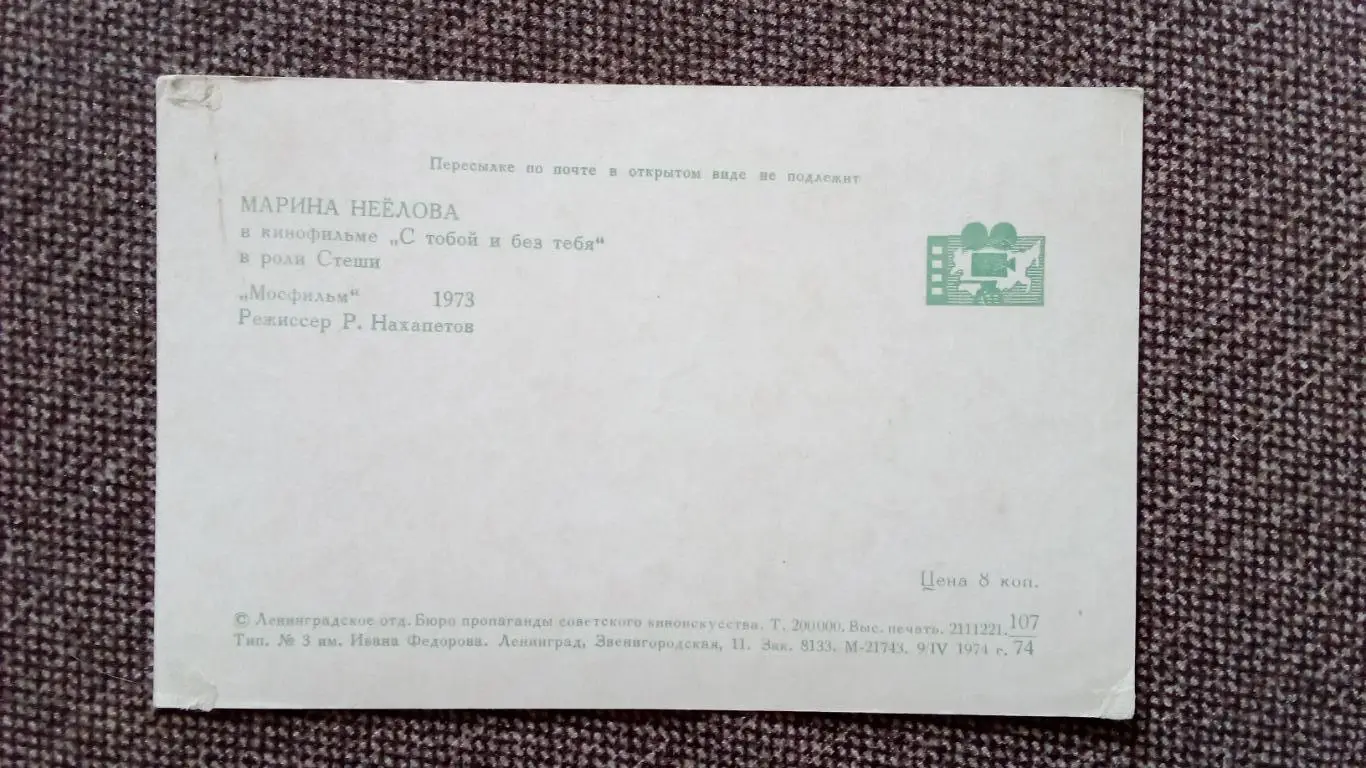 Пересылке по почте в открытом виде не подлежит
МАРИНА НЕЁЛОВА
в кинофильме „С тобой и без тебя“
в роли Стеши
„Мосфильм“ 1973
Режиссер Р. Нахапетов
Цена 8 коп.
© Ленинградское отд. Бюро пропаганды советского киноискусства. Т. 200 000. Выс. печать. 2111221. 107
Тип. № 3 им. Ивана Федорова. Ленинград, Звенигородская, 11. Зак. 8133. М-21743. 9/IV 1974 г. 74